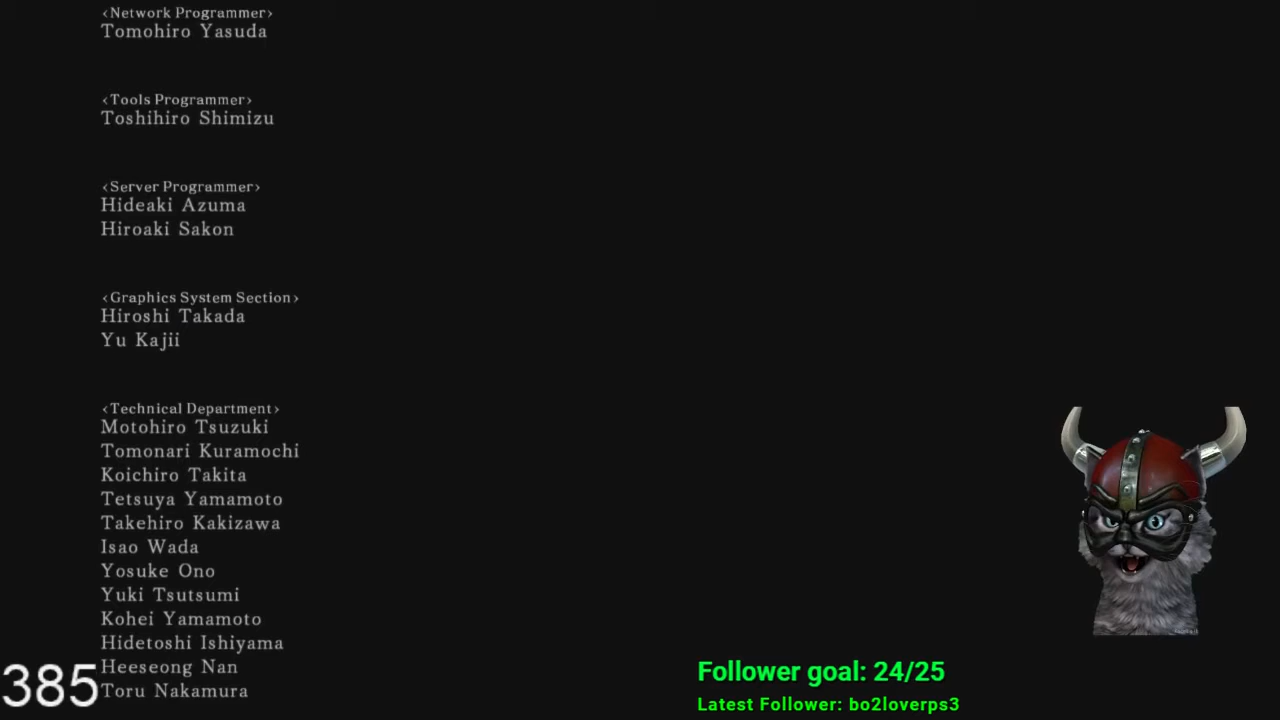 <Network Programmer>
Tomohiro Yasuda
<Tools Programmer>
Toshihiro Shimizu
<Server Programmer>
Hideaki Azuma
Hiroaki Sakon
<Graphics System Section>
Hiroshi Takada
Yu Kajii
<Technical Department>
Motohiro Tsuzuki
Tomonari Kuramochi
Koichiro Takita
Tetsuya Yamamoto
Takehiro Kakizawa
Isao Wada
Yosuke Ono
Yuki Tsutsumi
Kohei Yamamoto
Hidetoshi Ishiyama
Heeseong Nan
Toru Nakamura
385
Follower goal: 24/25
Latest Follower: bo2loverps3